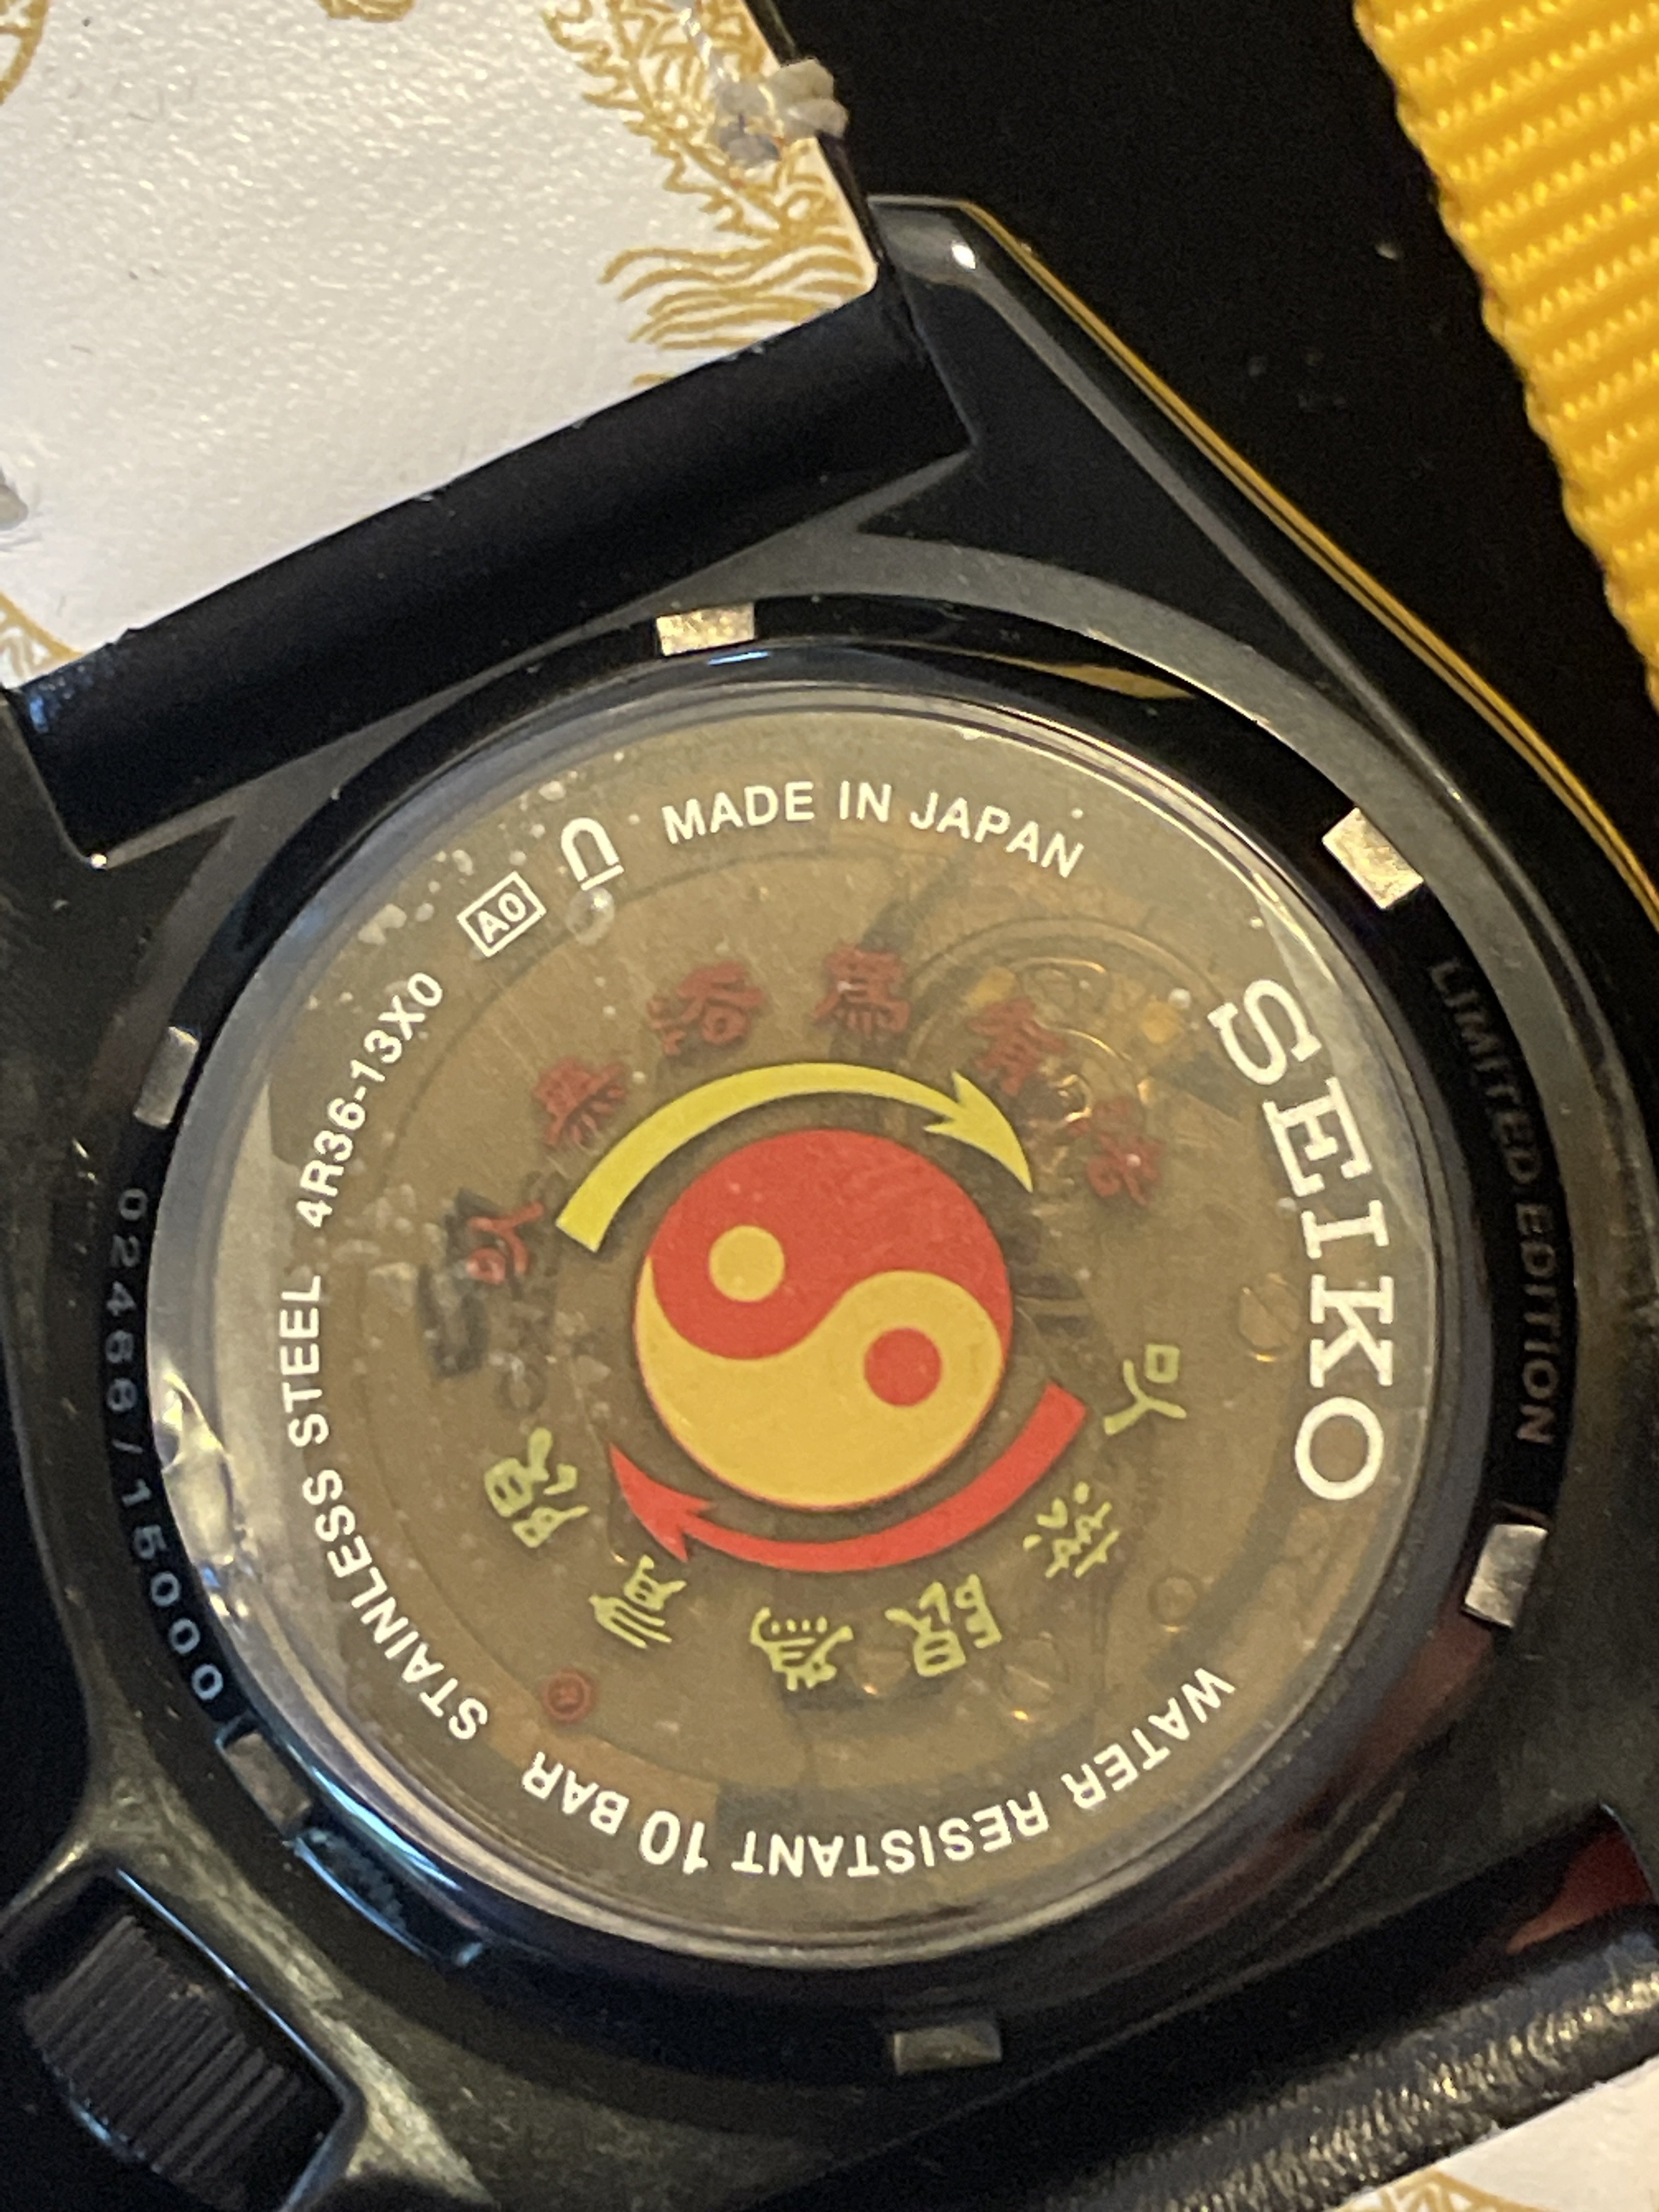 MADE IN JAPAN
SEIKO
WATER RESISTANT 10 BAR
STAINLESS STEEL
4R36-13X0
A0
以無法為有法
以無限為有限
LIMITED EDITION
/ 15000